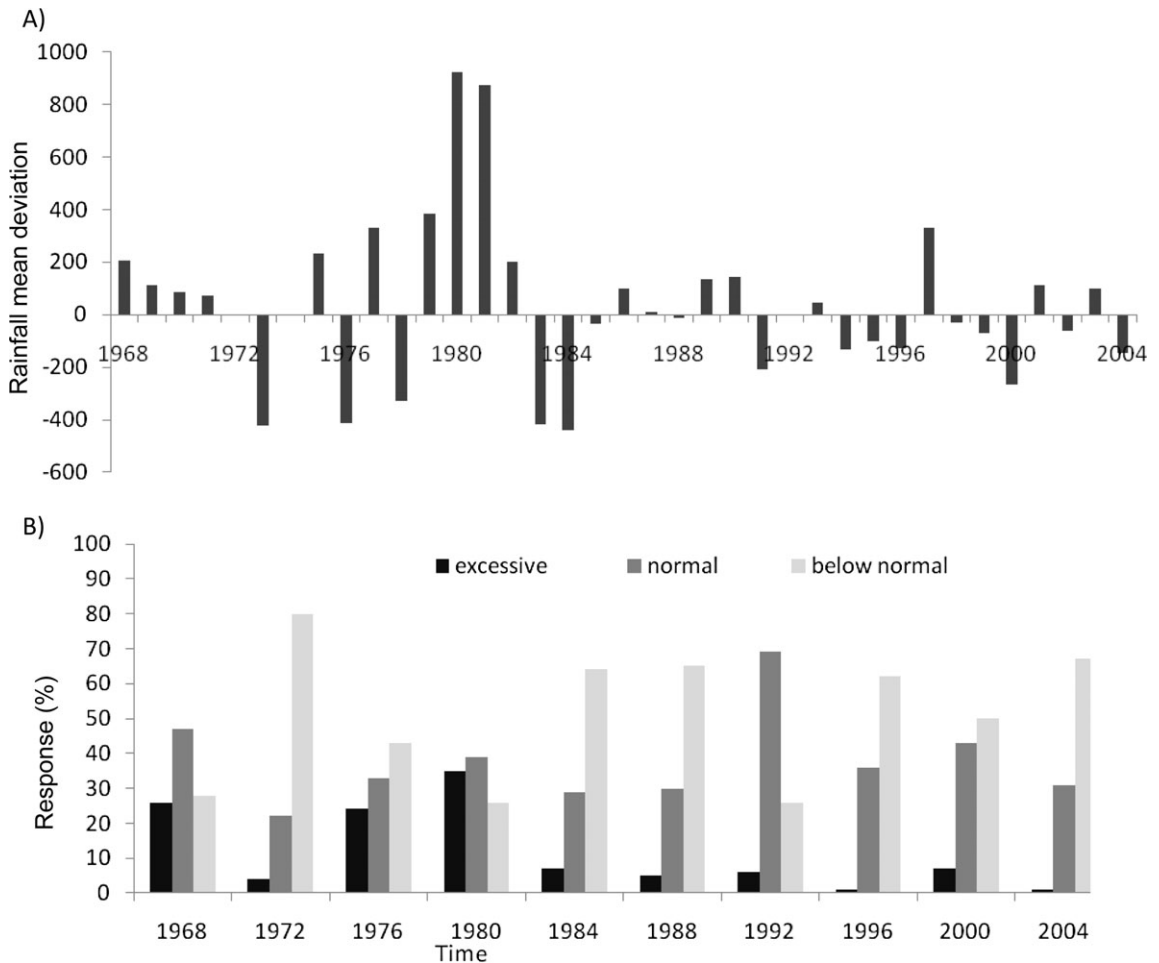 A)
Rainfall mean deviation
1000
800
600
400
200
0
-200
-400
-600
1968 1972 1976 1980 1984 1988 1992 1996 2000 2004
B)
Response (%)
100
90
80
70
60
50
40
30
20
10
0
excessive normal below normal
1968 1972 1976 1980 1984 1988 1992 1996 2000 2004
Time